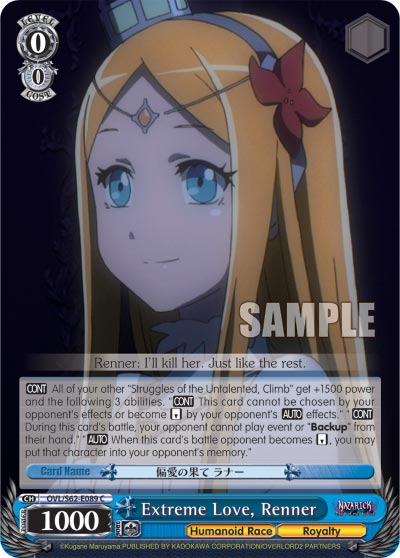 LEVEL
0
0
COST
SAMPLE
Renner: I'll kill her. Just like the rest.
CONT All of your other "Struggles of the Untalented, Climb" get +1500 power
and the following 3 abilities. "CONT This card cannot be chosen by your
opponent's effects or become by your opponent's AUTO effects." "CONT
During this card's battle, your opponent cannot play event or "Backup" from
their hand." "AUTO When this card's battle opponent becomes , you may
put that character into your opponent's memory."
Card Name 偏愛の果て ラナー
CH OVL/S62-E089 C
POWER 1000 Extreme Love, Renner NAZARICK
Humanoid Race Royalty
©Kugane Maruyama,PUBLISHED BY KADOKAWA CORPORATION/OVERLORD2 PARTNERS